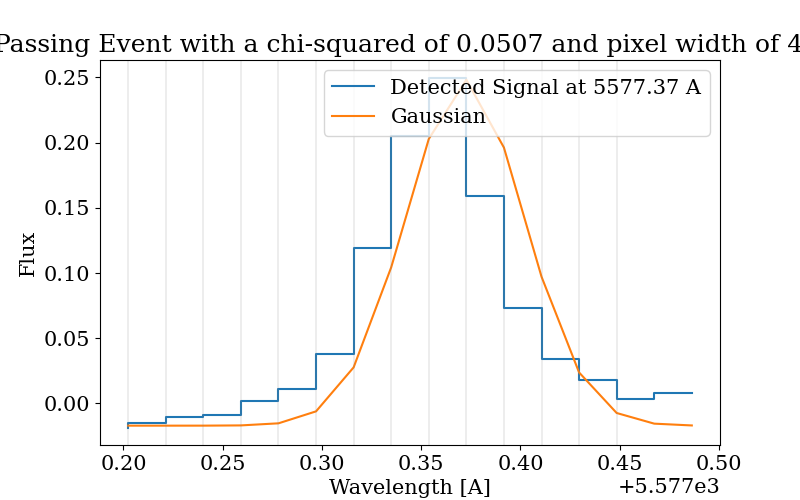 Passing Event with a chi-squared of 0.0507 and pixel width of 4
Detected Signal at 5577.37 A
Gaussian
Flux
0.25
0.20
0.15
0.10
0.05
0.00
0.20 0.25 0.30 0.35 0.40 0.45 0.50
Wavelength [A]
+5.577e3